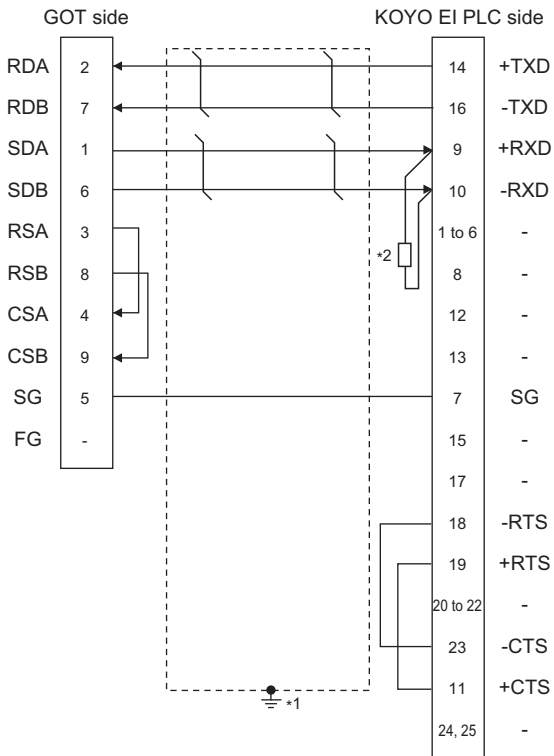 GOT side KOYO EI PLC side
RDA 2 14 +TXD
RDB 7 16 -TXD
SDA 1 9 +RXD
SDB 6 10 -RXD
RSA 3 1 to 6 -
*2
RSB 8 8 -
CSA 4 12 -
CSB 9 13 -
SG 5 7 SG
FG - 15 -
17 -
18 -RTS
19 +RTS
20 to 22 -
23 -CTS
*1 11 +CTS
24, 25 -